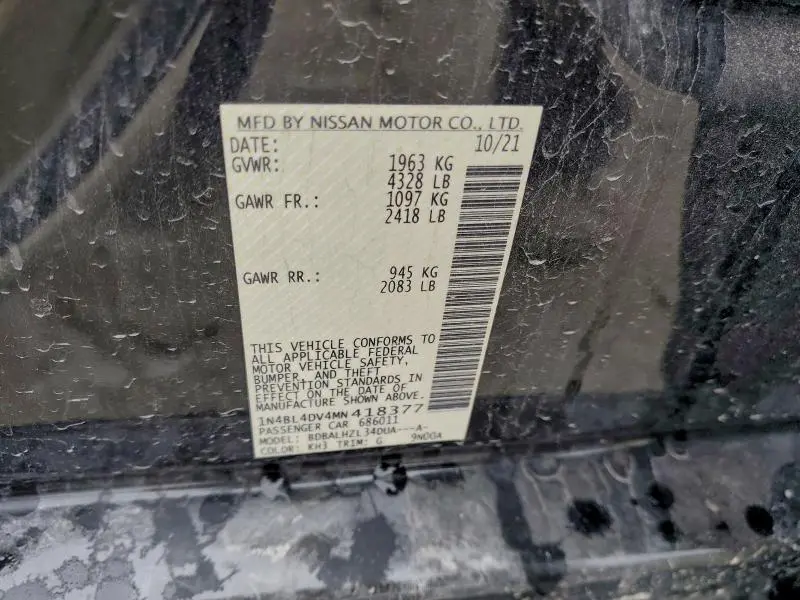 MFD BY NISSAN MOTOR CO., LTD.
DATE: 10/21
GVWR: 1963 KG
4328 LB
GAWR FR.: 1097 KG
2418 LB
GAWR RR.: 945 KG
2083 LB
THIS VEHICLE CONFORMS TO
ALL APPLICABLE FEDERAL
MOTOR VEHICLE SAFETY,
BUMPER, AND THEFT
PREVENTION STANDARDS IN
EFFECT ON THE DATE OF
MANUFACTURE SHOWN ABOVE.
1N4BL4DV4MN418377
PASSENGER CAR 686011
MODEL: BDBALHZL34DUA---A-
COLOR: KH3 TRIM: G 9N00A